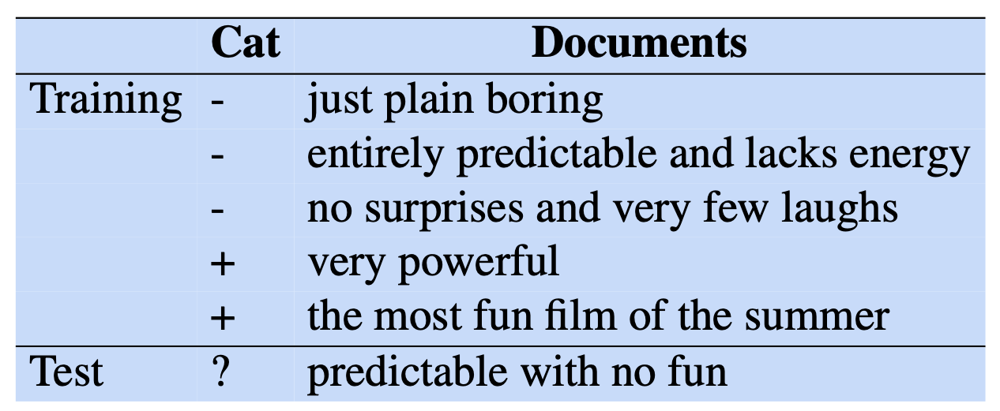 Cat Documents
Training - just plain boring
- entirely predictable and lacks energy
- no surprises and very few laughs
+ very powerful
+ the most fun film of the summer
Test ? predictable with no fun